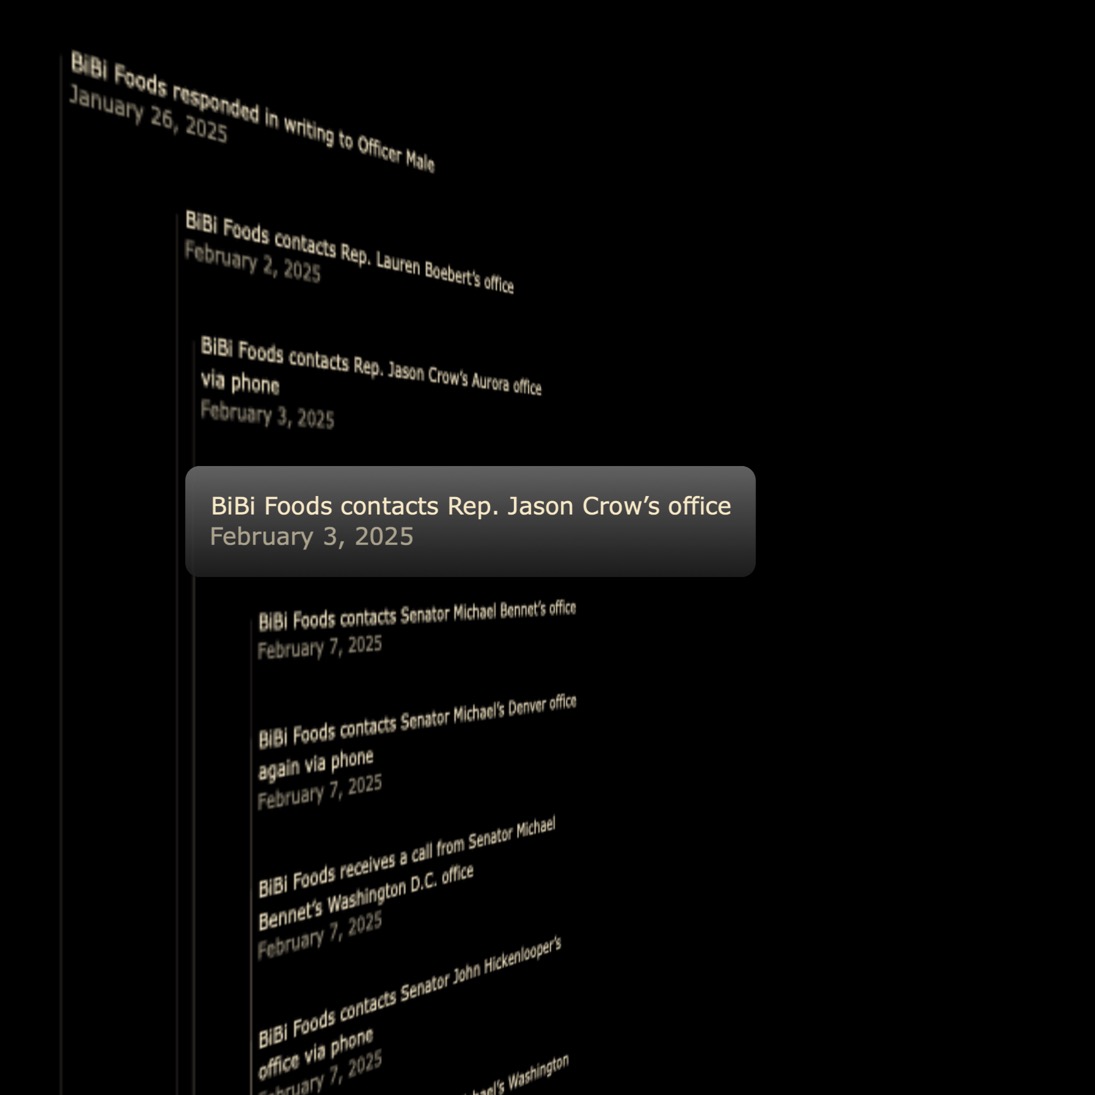 BiBi Foods responded in writing to Officer Male
January 26, 2025
BiBi Foods contacts Rep. Lauren Boebert’s office
February 2, 2025
BiBi Foods contacts Rep. Jason Crow’s Aurora office
via phone
February 3, 2025
BiBi Foods contacts Rep. Jason Crow’s office
February 3, 2025
BiBi Foods contacts Senator Michael Bennet’s office
February 7, 2025
BiBi Foods contacts Senator Michael’s Denver office
again via phone
February 7, 2025
BiBi Foods receives a call from Senator Michael
Bennet’s Washington D.C. office
February 7, 2025
BiBi Foods contacts Senator John Hickenlooper’s
office via phone
February 7, 2025
Washington